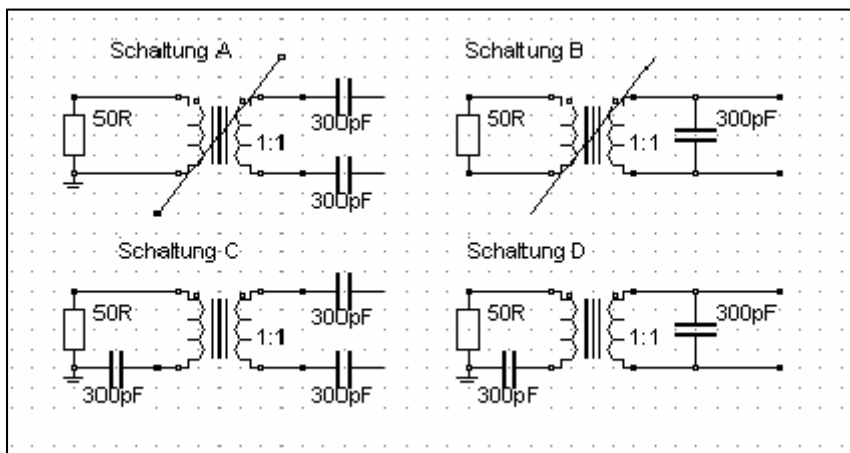 Schaltung A
Schaltung B
50R
1:1
300pF
300pF
50R
1:1
300pF
Schaltung C
Schaltung D
50R
1:1
300pF
300pF
300pF
50R
1:1
300pF
300pF